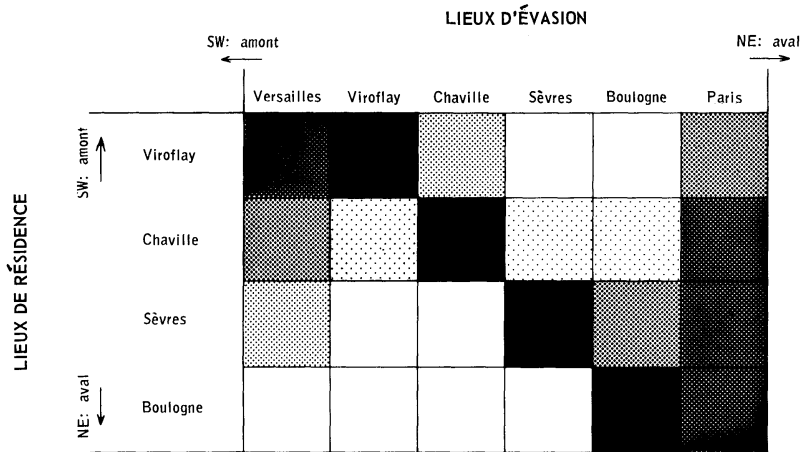 LIEUX D'ÉVASION
SW: amont
NE: aval
Versailles Viroflay Chaville Sèvres Boulogne Paris
LIEUX DE RÉSIDENCE
SW: amont
Viroflay
Chaville
Sèvres
NE: aval
Boulogne